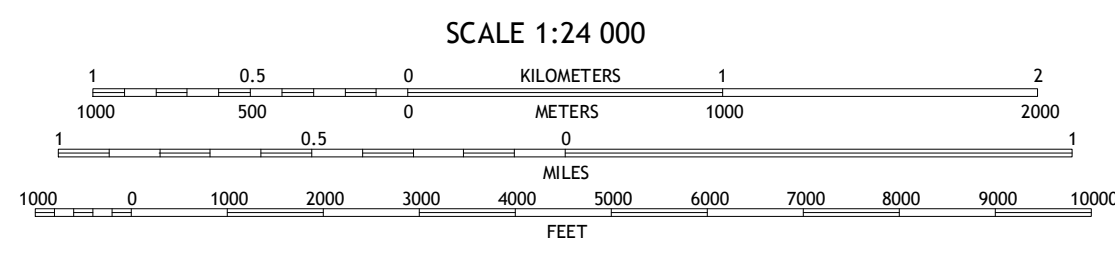 SCALE 1:24 000
1 0.5 0 KILOMETERS 1 2
1000 500 0 METERS 1000 2000
1 0.5 0 1
MILES
1000 0 1000 2000 3000 4000 5000 6000 7000 8000 9000 10000
FEET